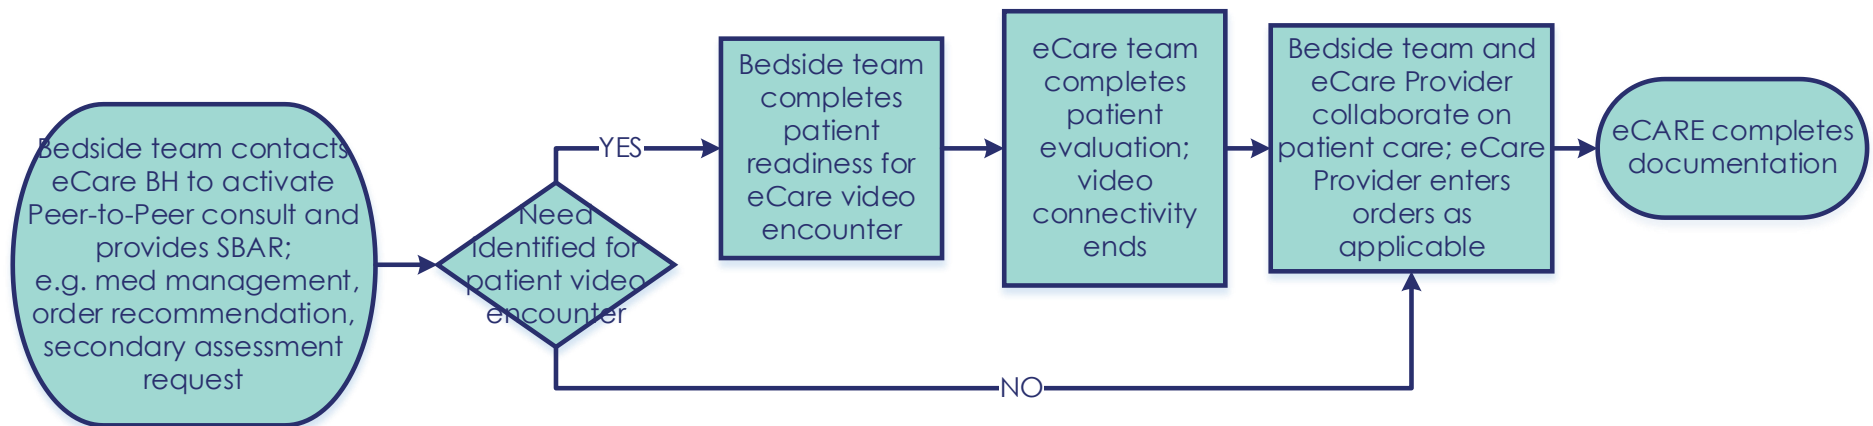 Bedside team contacts
eCare BH to activate
Peer-to-Peer consult and
provides SBAR;
e.g. med management,
order recommendation,
secondary assessment
request
Need
identified for
patient video
encounter
YES
Bedside team
completes
patient
readiness for
eCare video
encounter
eCare team
completes
patient
evaluation;
video
connectivity
ends
Bedside team and
eCare Provider
collaborate on
patient care; eCare
Provider enters
orders as
applicable
eCARE completes
documentation
NO